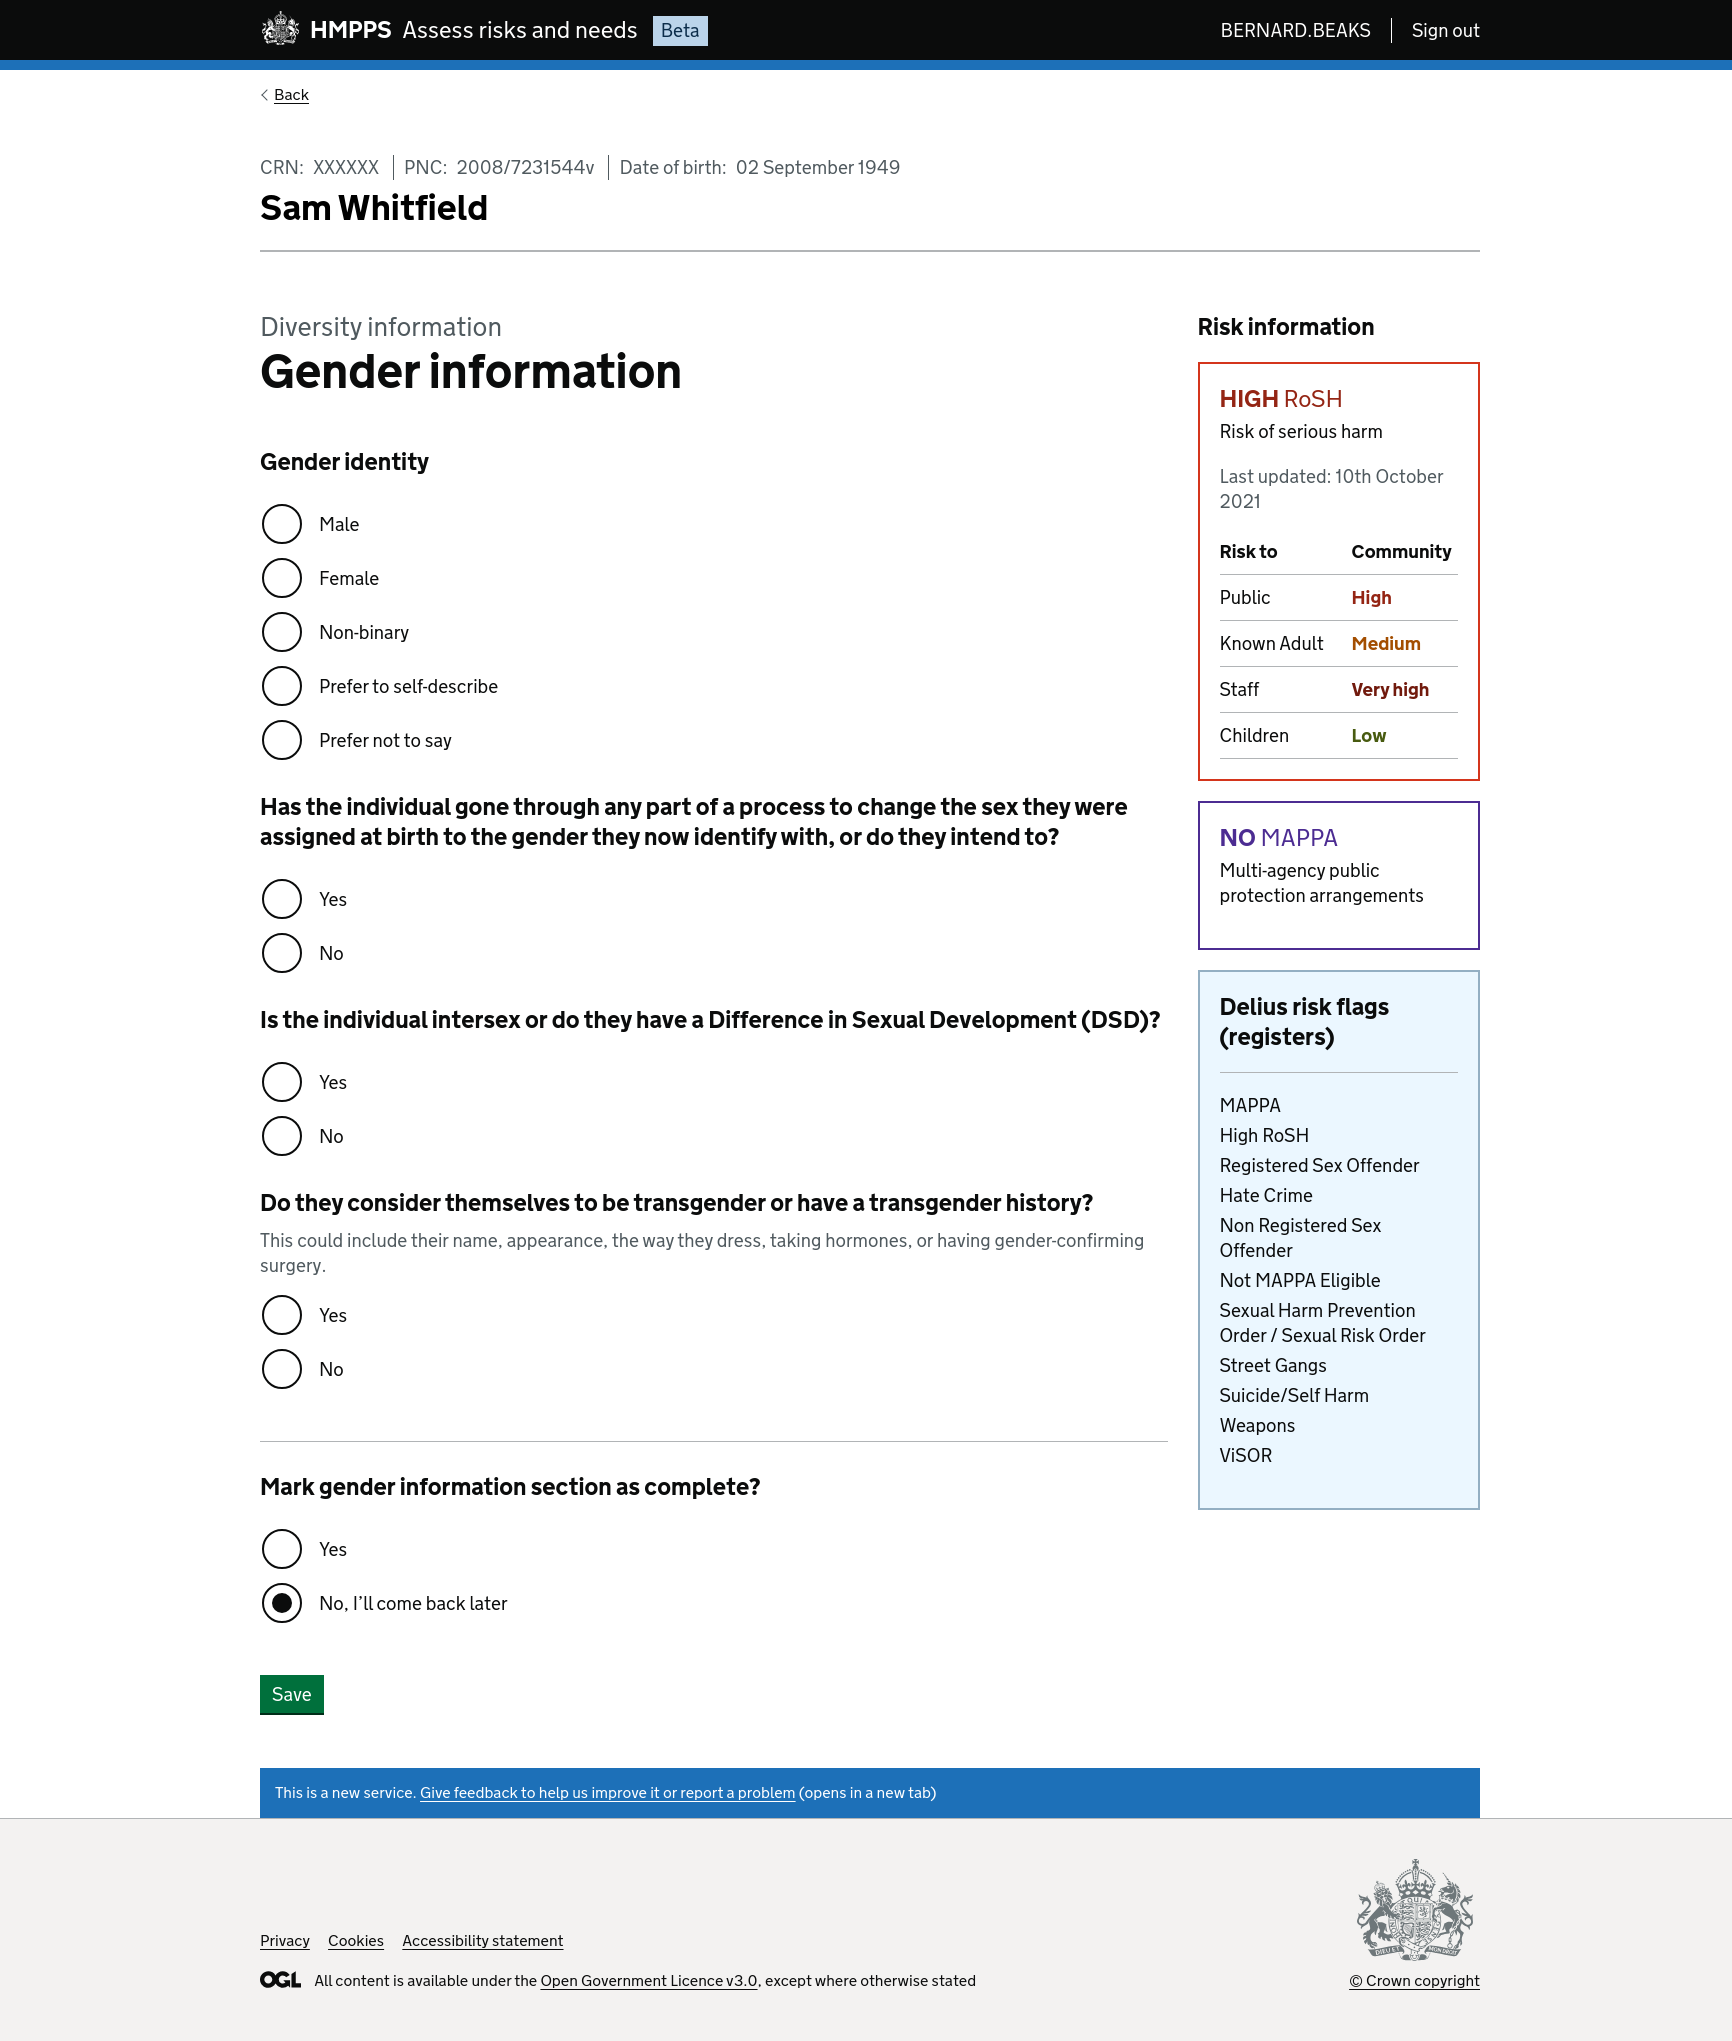 HMPPS Assess risks and needs Beta
BERNARD.BEAKS Sign out
Back
CRN: XXXXXX PNC: 2008/7231544v Date of birth: 02 September 1949
Sam Whitfield
Diversity information
Gender information
Gender identity
Male
Female
Non-binary
Prefer to self-describe
Prefer not to say
Has the individual gone through any part of a process to change the sex they were
assigned at birth to the gender they now identify with, or do they intend to?
Yes
No
Is the individual intersex or do they have a Difference in Sexual Development (DSD)?
Yes
No
Do they consider themselves to be transgender or have a transgender history?
This could include their name, appearance, the way they dress, taking hormones, or having gender-confirming
surgery.
Yes
No
Mark gender information section as complete?
Yes
No, I’ll come back later
Save
Risk information
HIGH RoSH
Risk of serious harm
Last updated: 10th October
2021
Risk to Community
Public High
Known Adult Medium
Staff Very high
Children Low
NO MAPPA
Multi-agency public
protection arrangements
Delius risk flags
(registers)
MAPPA
High RoSH
Registered Sex Offender
Hate Crime
Non Registered Sex
Offender
Not MAPPA Eligible
Sexual Harm Prevention
Order / Sexual Risk Order
Street Gangs
Suicide/Self Harm
Weapons
ViSOR
This is a new service. Give feedback to help us improve it or report a problem (opens in a new tab)
Privacy Cookies Accessibility statement
OGL All content is available under the Open Government Licence v3.0, except where otherwise stated
DIEU ET MON DROIT
© Crown copyright